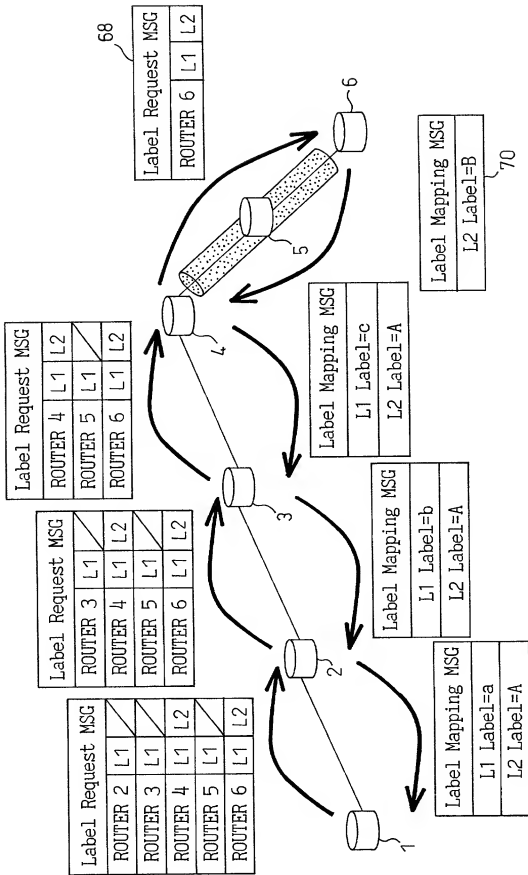 Label Request MSG
ROUTER 2 L1
ROUTER 3 L1
ROUTER 4 L1 L2
ROUTER 5 L1
ROUTER 6 L1 L2
Label Request MSG
ROUTER 3 L1
ROUTER 4 L1 L2
ROUTER 5 L1
ROUTER 6 L1 L2
Label Request MSG
ROUTER 4 L1 L2
ROUTER 5 L1
ROUTER 6 L1 L2
68
Label Request MSG
ROUTER 6 L1 L2
1
2
3
4
5
6
Label Mapping MSG
L1 Label=a
L2 Label=A
Label Mapping MSG
L1 Label=b
L2 Label=A
Label Mapping MSG
L1 Label=c
L2 Label=A
Label Mapping MSG
L2 Label=B
70